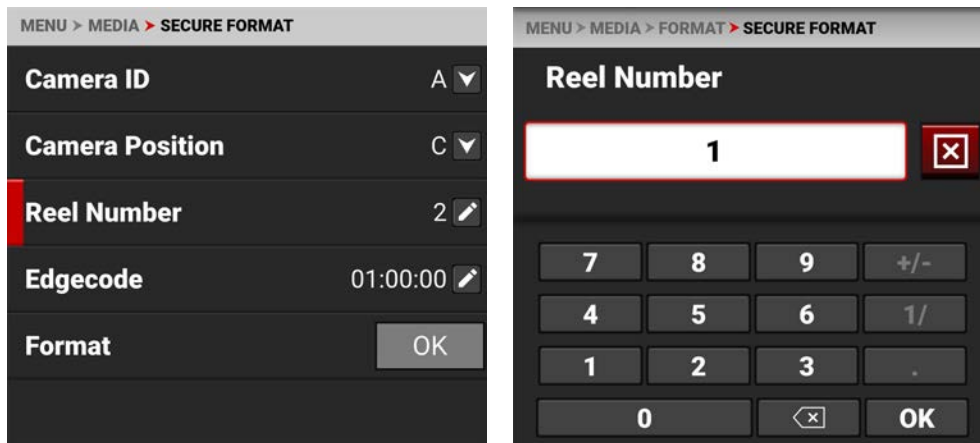 MENU > MEDIA > SECURE FORMAT
Camera ID A
Camera Position C
Reel Number 2
Edgecode 01:00:00
Format OK
MENU > MEDIA > FORMAT > SECURE FORMAT
Reel Number
1
7 8 9 +/-
4 5 6 1/
1 2 3 .
0 OK